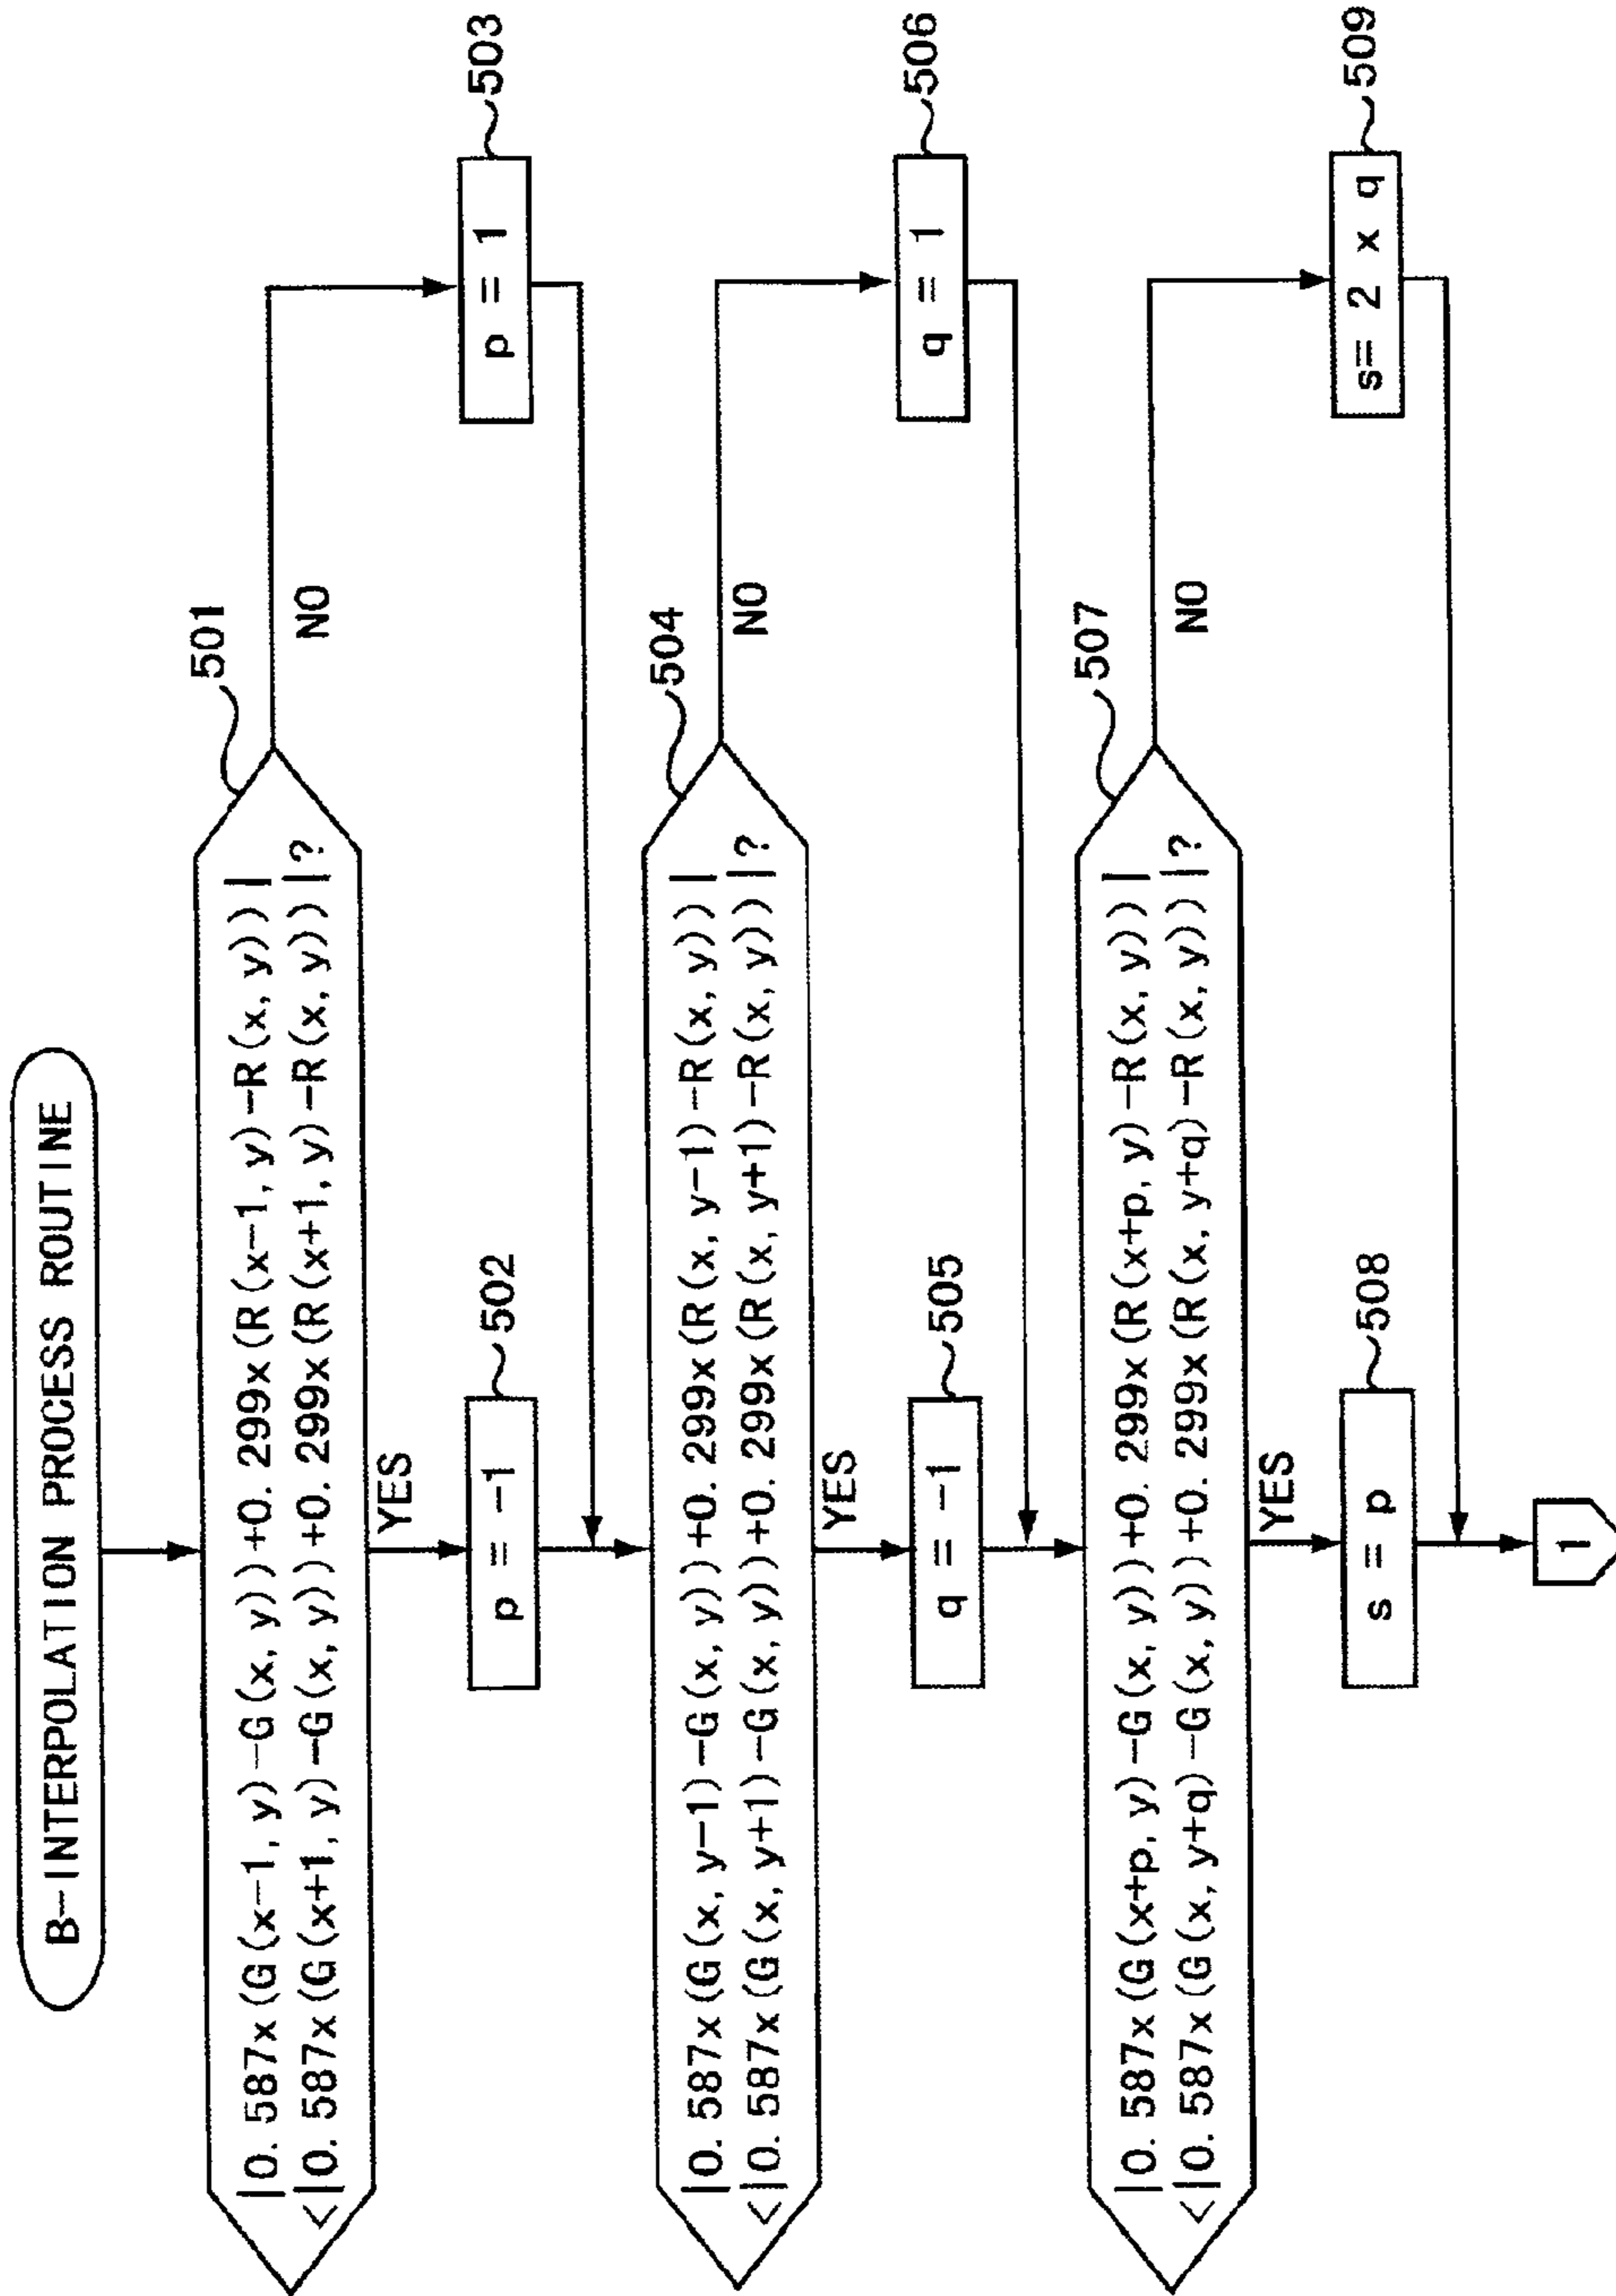 B-INTERPOLATION PROCESS ROUTINE
501
|0.587x(G(x-1,y)-G(x,y))+0.299x(R(x-1,y)-R(x,y))|
<|0.587x(G(x+1,y)-G(x,y))+0.299x(R(x+1,y)-R(x,y))|?
NO
YES
502
p = -1
503
p = 1
504
|0.587x(G(x,y-1)-G(x,y))+0.299x(R(x,y-1)-R(x,y))|
<|0.587x(G(x,y+1)-G(x,y))+0.299x(R(x,y+1)-R(x,y))|?
NO
YES
505
q = -1
506
q = 1
507
|0.587x(G(x+p,y)-G(x,y))+0.299x(R(x+p,y)-R(x,y))|
<|0.587x(G(x,y+q)-G(x,y))+0.299x(R(x,y+q)-R(x,y))|?
NO
YES
508
s = p
509
s= 2 x q
1